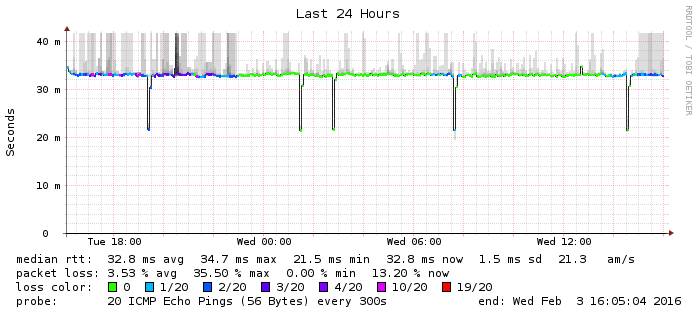 Last 24 Hours
RRDTOOL / TOBI OETIKER
Seconds
40 m
30 m
20 m
10 m
0
Tue 18:00 Wed 00:00 Wed 06:00 Wed 12:00
median rtt: 32.8 ms avg 34.7 ms max 21.5 ms min 32.8 ms now 1.5 ms sd 21.3 am/s
packet loss: 3.53 % avg 35.50 % max 0.00 % min 13.20 % now
loss color: 0 1/20 2/20 3/20 4/20 10/20 19/20
probe: 20 ICMP Echo Pings (56 Bytes) every 300s end: Wed Feb 3 16:05:04 2016